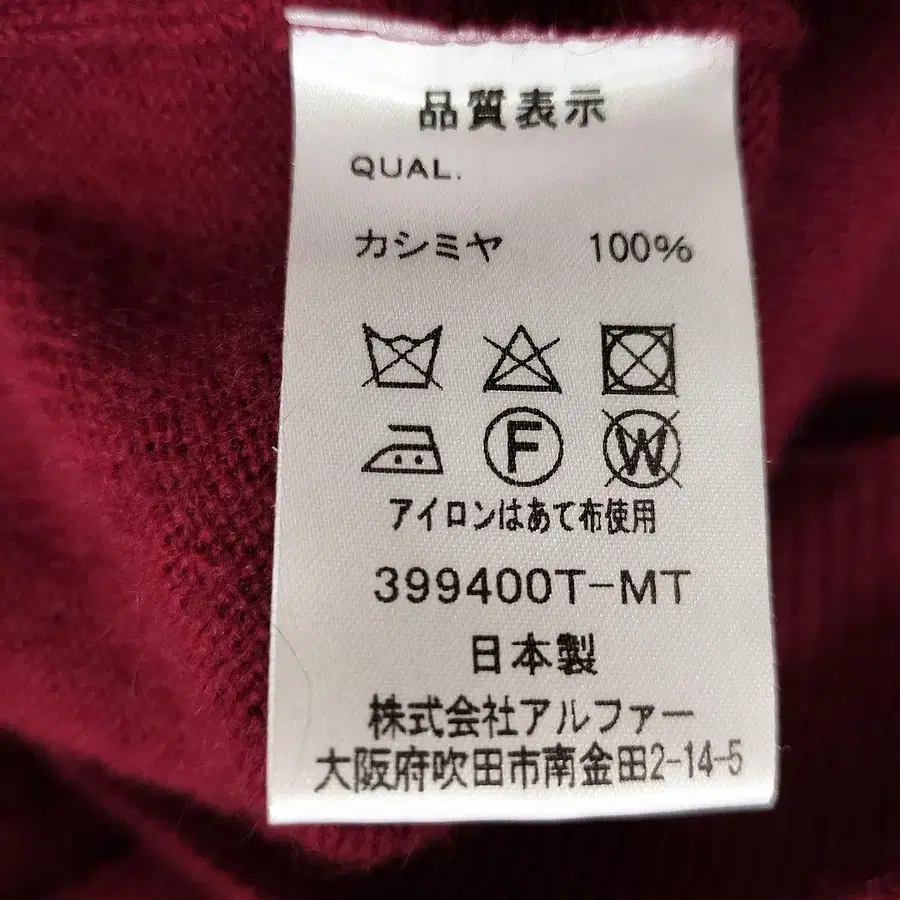 品質表示
QUAL.
カシミヤ 100%
F W
アイロンはあて布使用
399400T-MT
日本製
株式会社アルファー
大阪府吹田市南金田2-14-5